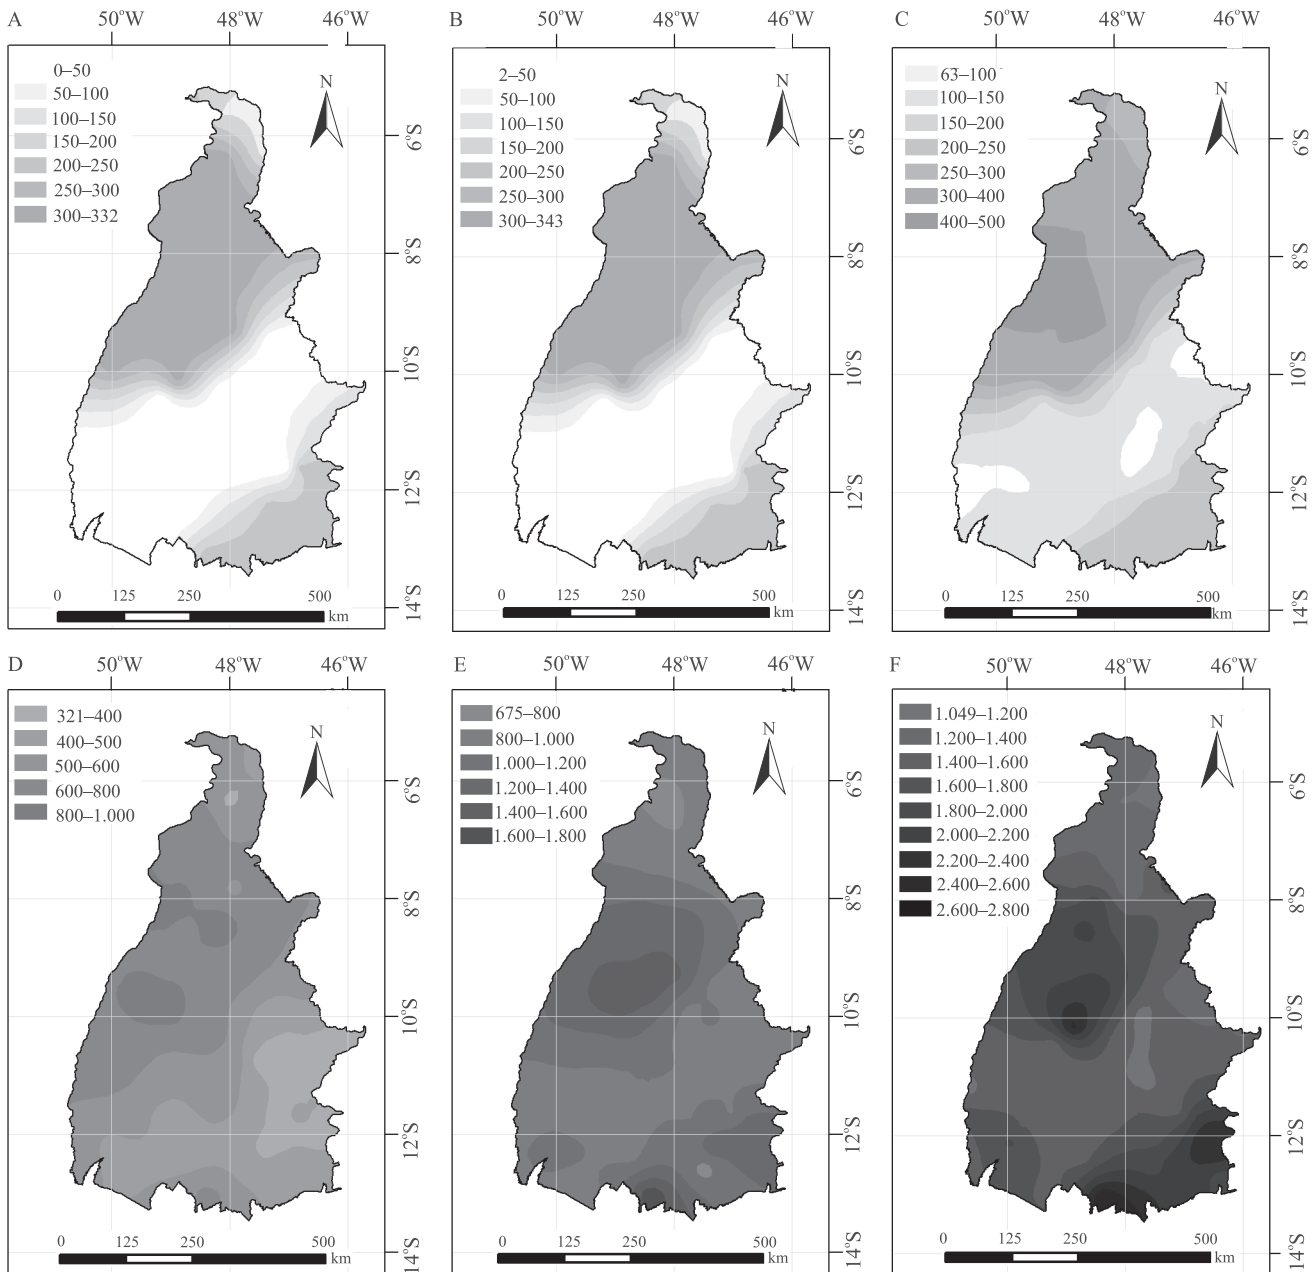 A
50°W
48°W
46°W
0–50
50–100
100–150
150–200
200–250
250–300
300–332
N
6°S
8°S
10°S
12°S
14°S
0
125
250
500
km
B
50°W
48°W
46°W
2–50
50–100
100–150
150–200
200–250
250–300
300–343
N
6°S
8°S
10°S
12°S
14°S
0
125
250
500
km
C
50°W
48°W
46°W
63–100
100–150
150–200
200–250
250–300
300–400
400–500
N
6°S
8°S
10°S
12°S
14°S
0
125
250
500
km
D
50°W
48°W
46°W
321–400
400–500
500–600
600–800
800–1.000
N
6°S
8°S
10°S
12°S
14°S
0
125
250
500
km
E
50°W
48°W
46°W
675–800
800–1.000
1.000–1.200
1.200–1.400
1.400–1.600
1.600–1.800
N
6°S
8°S
10°S
12°S
14°S
0
125
250
500
km
F
50°W
48°W
46°W
1.049–1.200
1.200–1.400
1.400–1.600
1.600–1.800
1.800–2.000
2.000–2.200
2.200–2.400
2.400–2.600
2.600–2.800
N
6°S
8°S
10°S
12°S
14°S
0
125
250
500
km